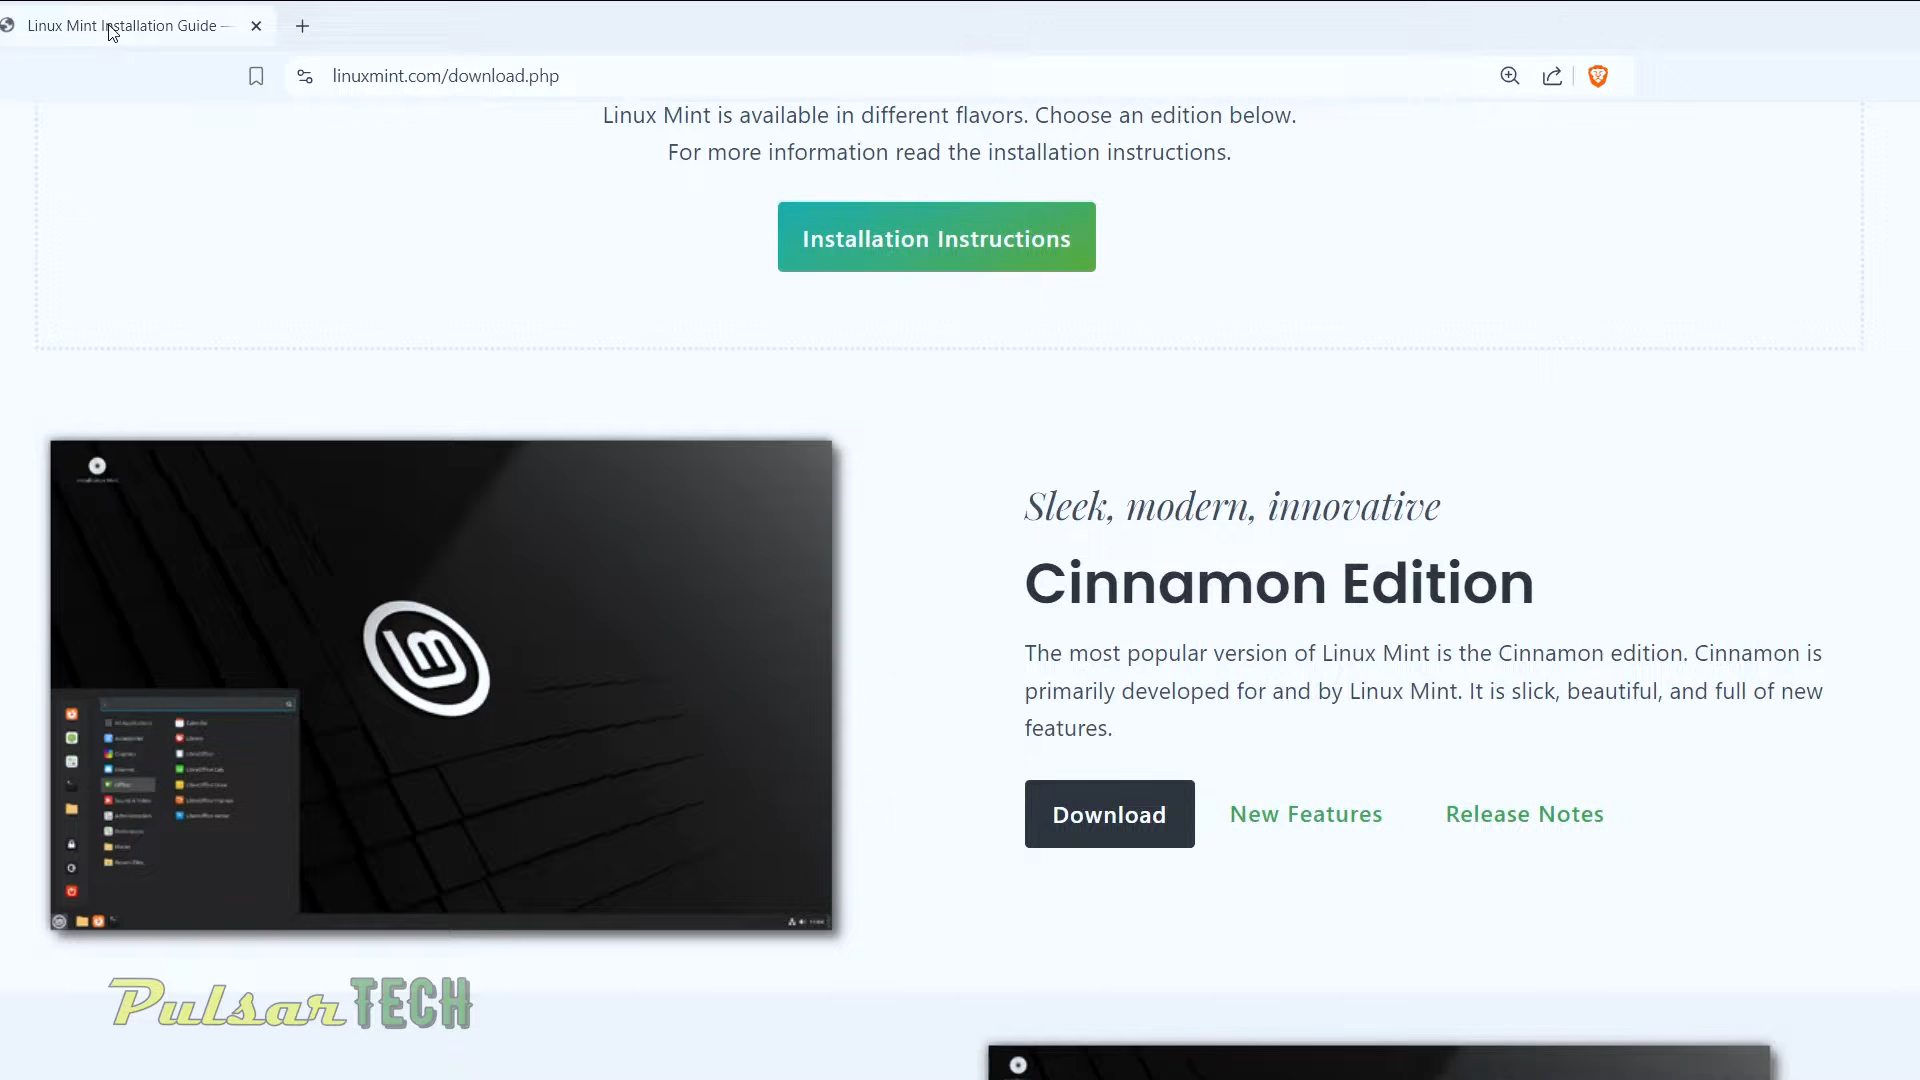 Linux Mint Installation Guide —
linuxmint.com/download.php
Linux Mint is available in different flavors. Choose an edition below.
For more information read the installation instructions.
Installation Instructions
Sleek, modern, innovative
Cinnamon Edition
The most popular version of Linux Mint is the Cinnamon edition. Cinnamon is
primarily developed for and by Linux Mint. It is slick, beautiful, and full of new
features.
Download
New Features
Release Notes
Pulsar TECH